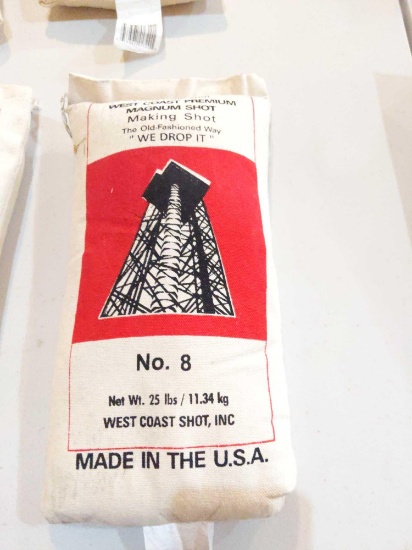 WEST COAST PREMIUM
MAGNUM SHOT
Making Shot
The Old-Fashioned Way
"WE DROP IT"
No. 8
Net Wt. 25 lbs / 11.34 kg
WEST COAST SHOT, INC
MADE IN THE U.S.A.